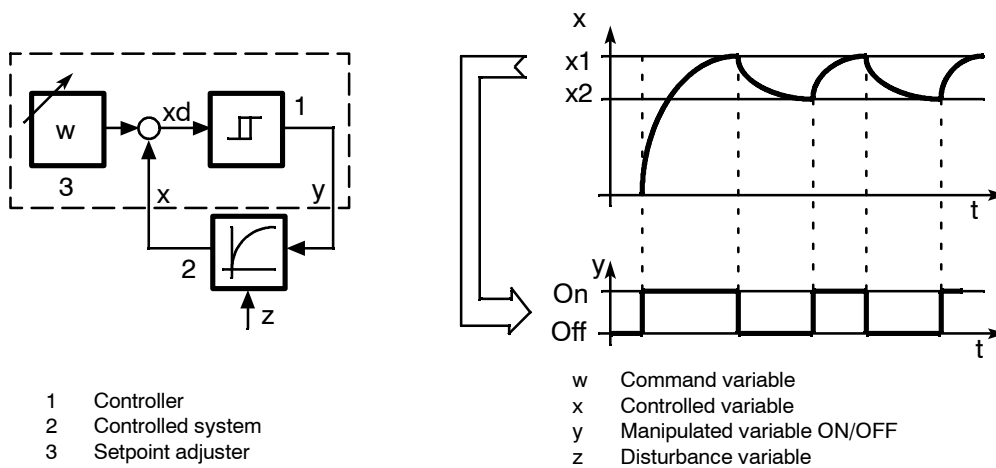 w
xd
1
3
x
y
2
z
x
x1
x2
t
y
On
Off
t
1 Controller
2 Controlled system
3 Setpoint adjuster
w Command variable
x Controlled variable
y Manipulated variable ON/OFF
z Disturbance variable